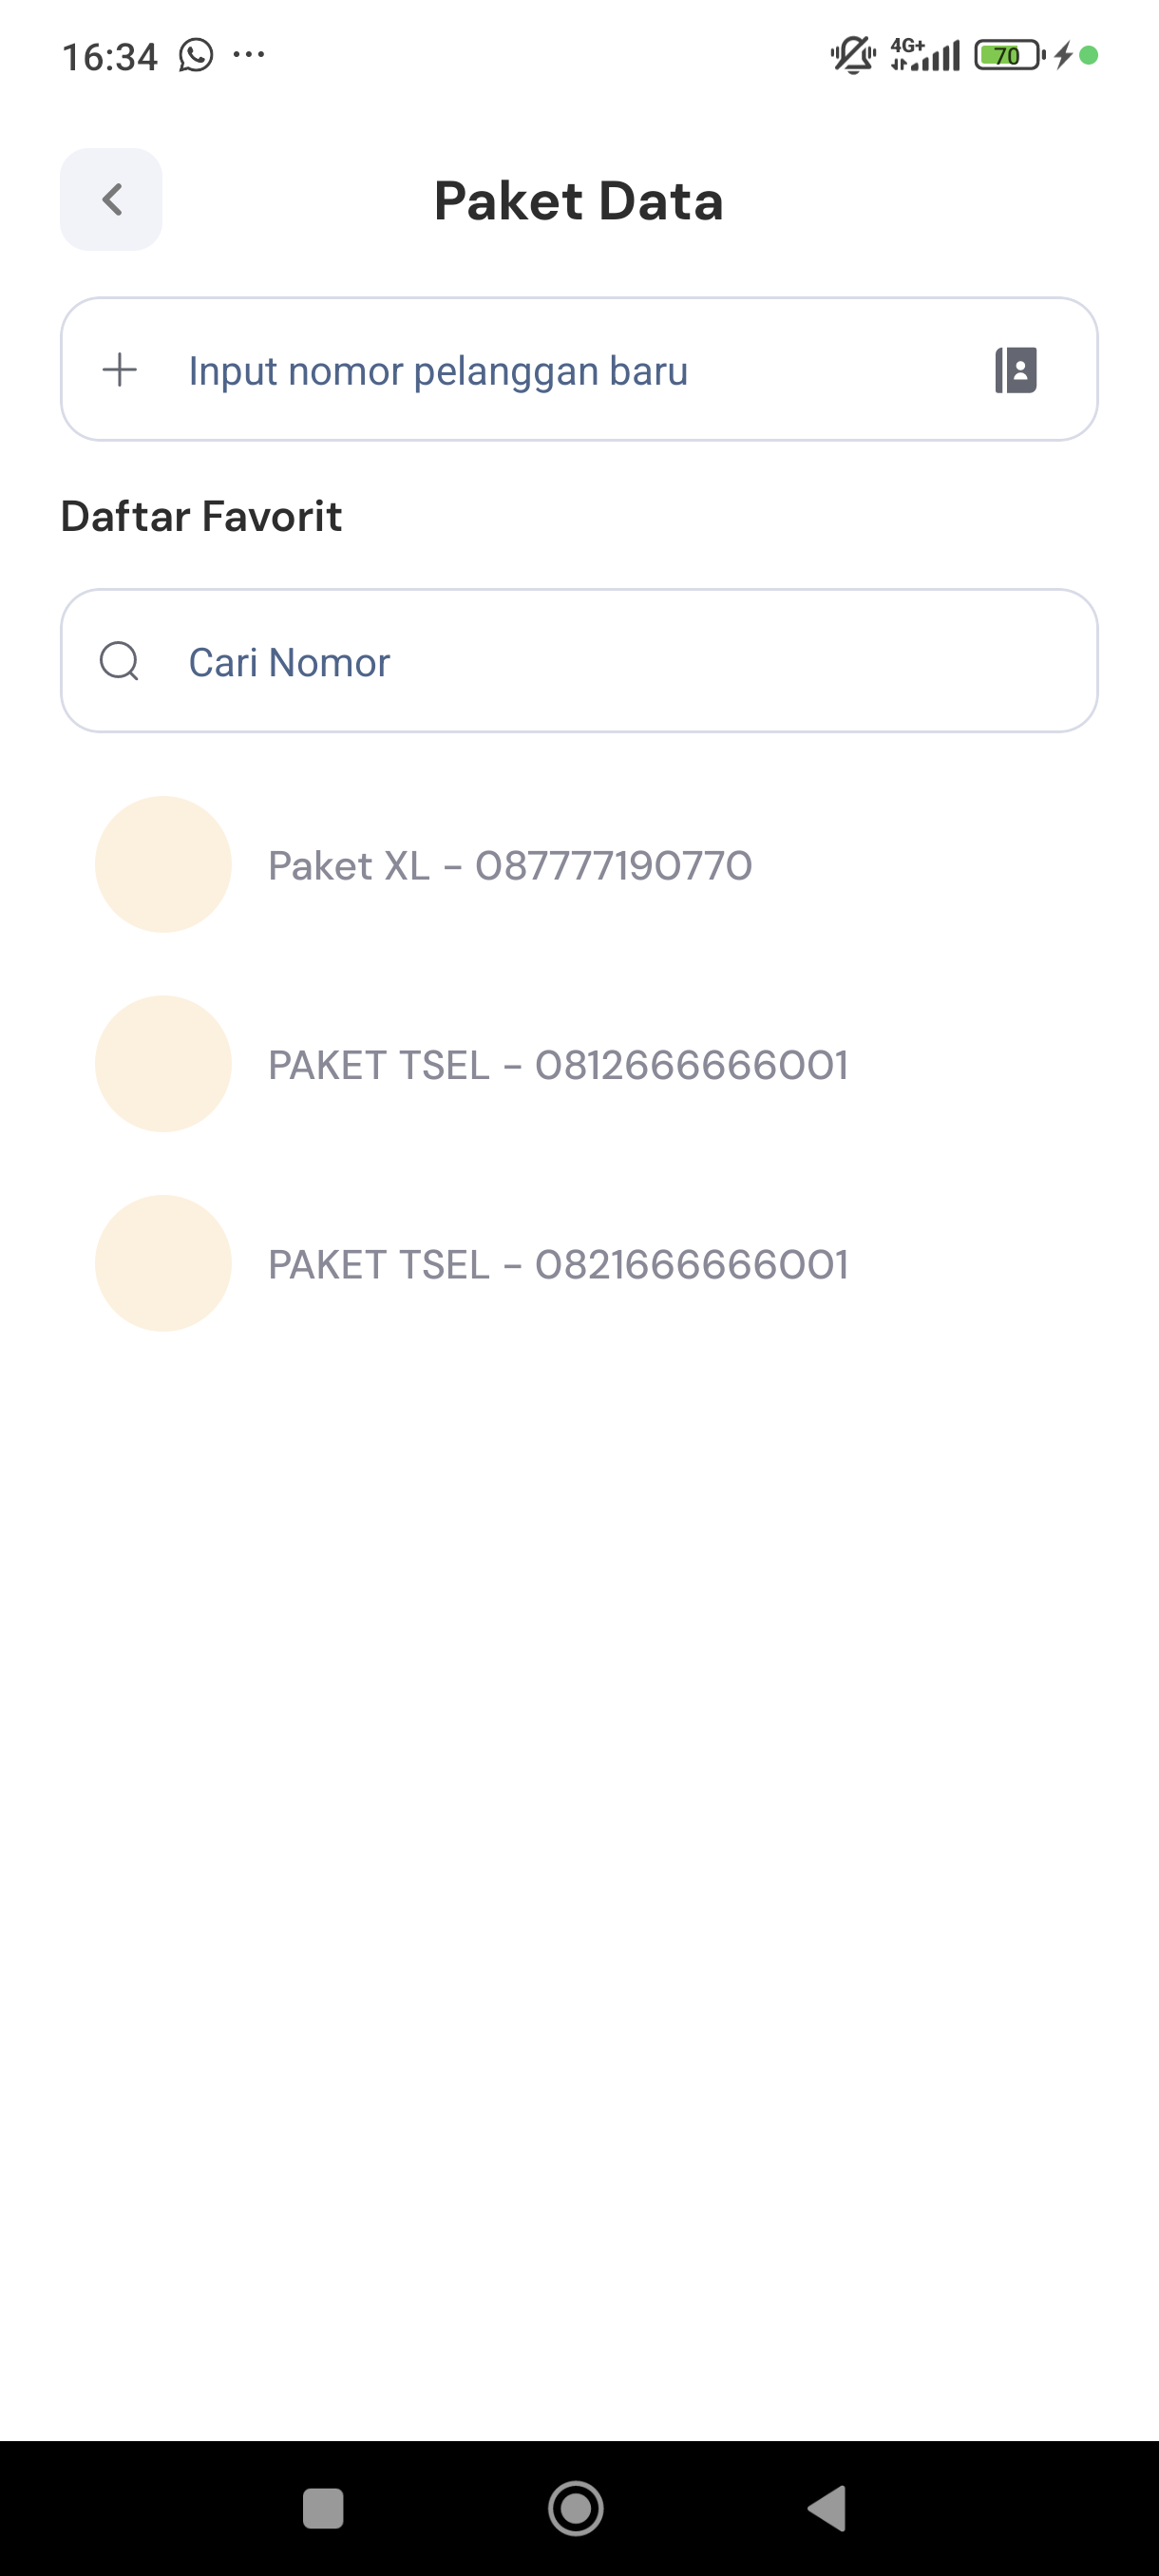 16:34
4G+
70
Paket Data
Input nomor pelanggan baru
Daftar Favorit
Cari Nomor
Paket XL - 087777190770
PAKET TSEL - 0812666666001
PAKET TSEL - 0821666666001